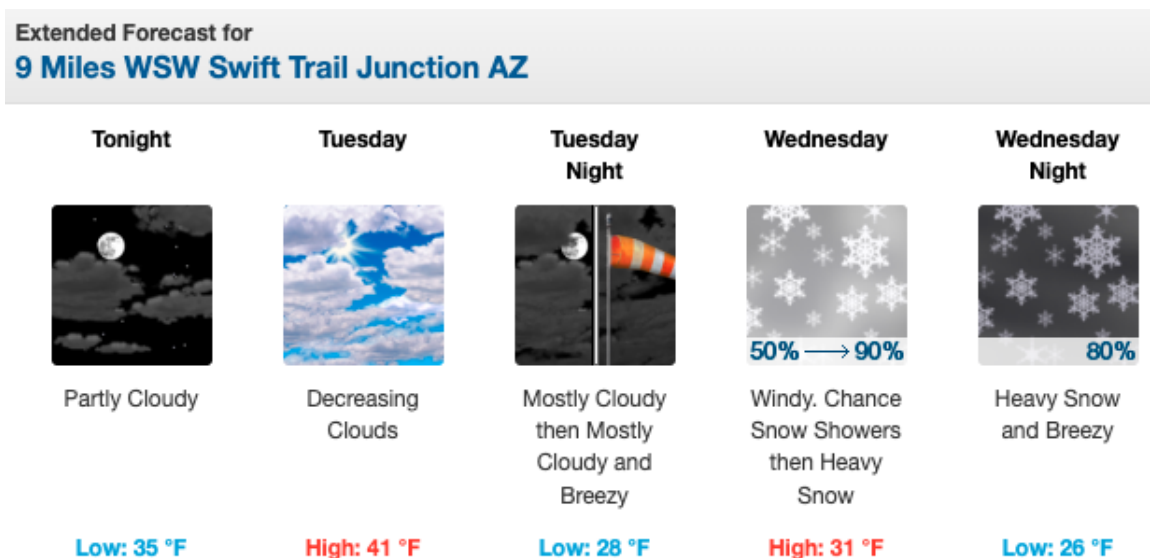 Extended Forecast for
9 Miles WSW Swift Trail Junction AZ
Tonight
Partly Cloudy
Low: 35 °F
Tuesday
Decreasing
Clouds
High: 41 °F
Tuesday
Night
Mostly Cloudy
then Mostly
Cloudy and
Breezy
Low: 28 °F
Wednesday
50% → 90%
Windy. Chance
Snow Showers
then Heavy
Snow
High: 31 °F
Wednesday
Night
80%
Heavy Snow
and Breezy
Low: 26 °F